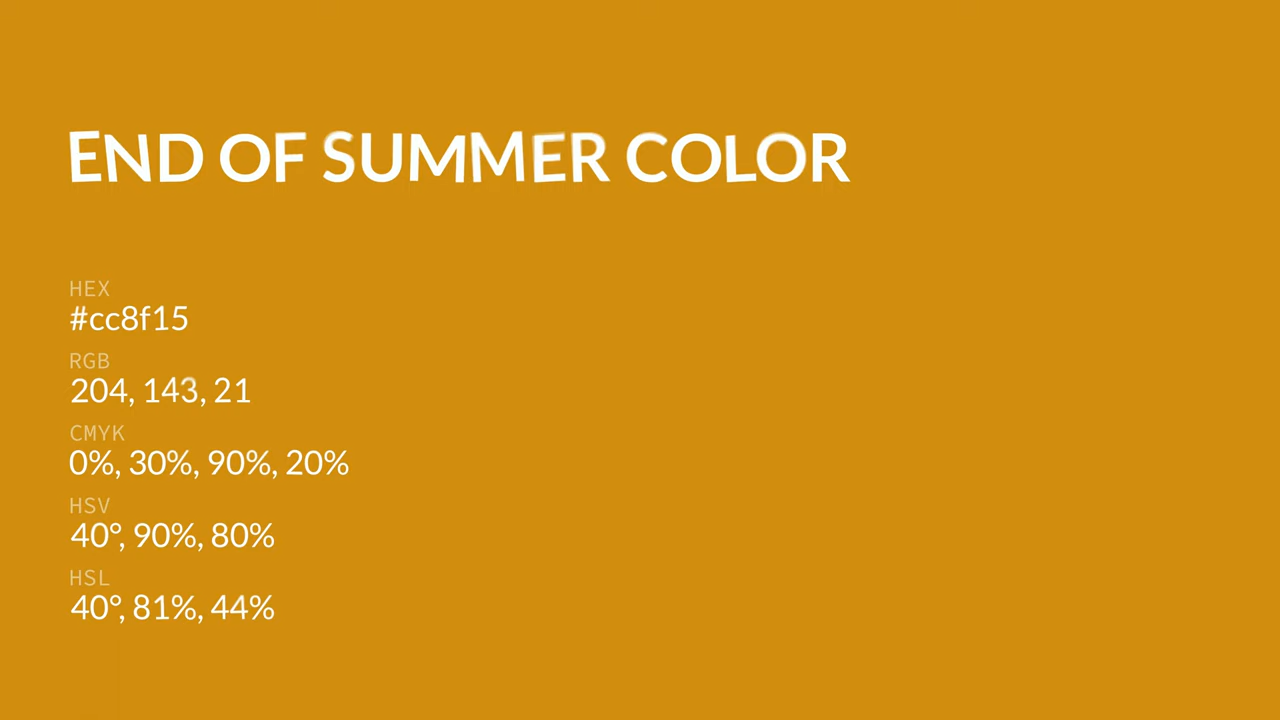 END OF SUMMER COLOR
HEX
#cc8f15
RGB
204, 143, 21
CMYK
0%, 30%, 90%, 20%
HSV
40°, 90%, 80%
HSL
40°, 81%, 44%